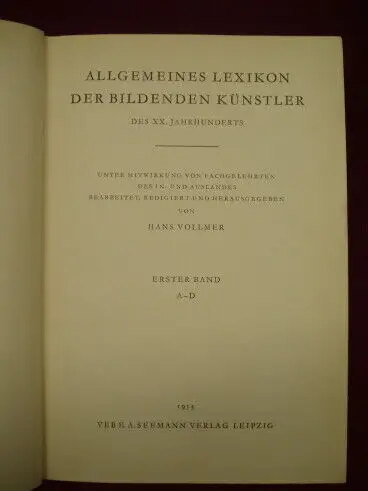 ALLGEMEINES LEXIKON
DER BILDENDEN KÜNSTLER
DES XX. JAHRHUNDERTS
UNTER MITWIRKUNG VON FACHGELEHRTEN
DES IN- UND AUSLANDES
BEARBEITET, REDIGIERT UND HERAUSGEGEBEN
VON
HANS VOLLMER
ERSTER BAND
A–D
1953
VEB E. A. SEEMANN VERLAG LEIPZIG